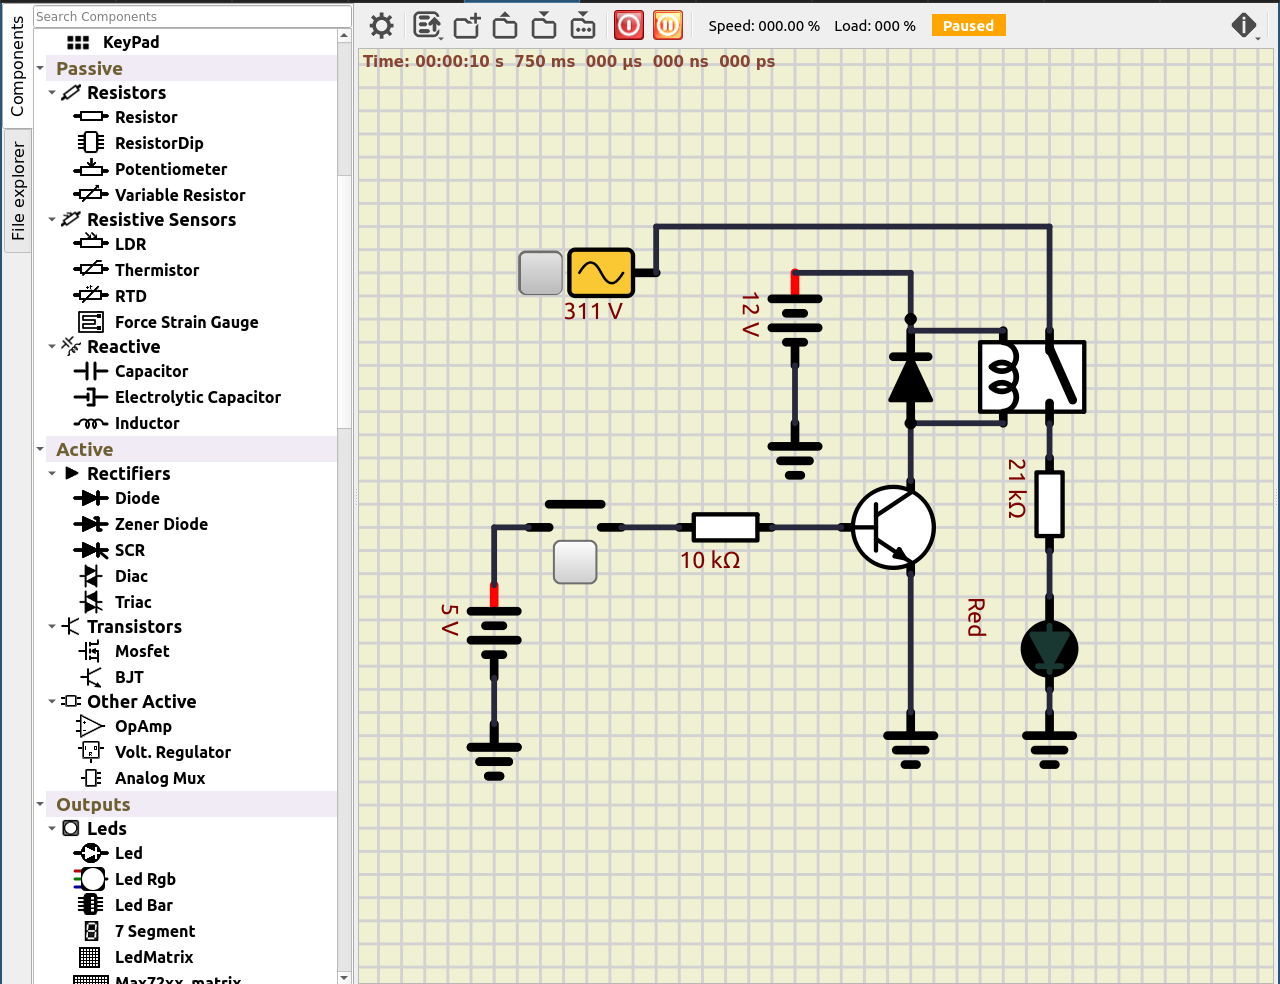 Components
File explorer
Search Components
KeyPad
Passive
Resistors
Resistor
ResistorDip
Potentiometer
Variable Resistor
Resistive Sensors
LDR
Thermistor
RTD
Force Strain Gauge
Reactive
Capacitor
Electrolytic Capacitor
Inductor
Active
Rectifiers
Diode
Zener Diode
SCR
Diac
Triac
Transistors
Mosfet
BJT
Other Active
OpAmp
Volt. Regulator
Analog Mux
Outputs
Leds
Led
Led Rgb
Led Bar
7 Segment
LedMatrix
Max72xx_matrix
Speed: 000.00 % Load: 000 % Paused
Time: 00:00:10 s 750 ms 000 µs 000 ns 000 ps
311 V
12 V
21 kΩ
10 kΩ
5 V
Red